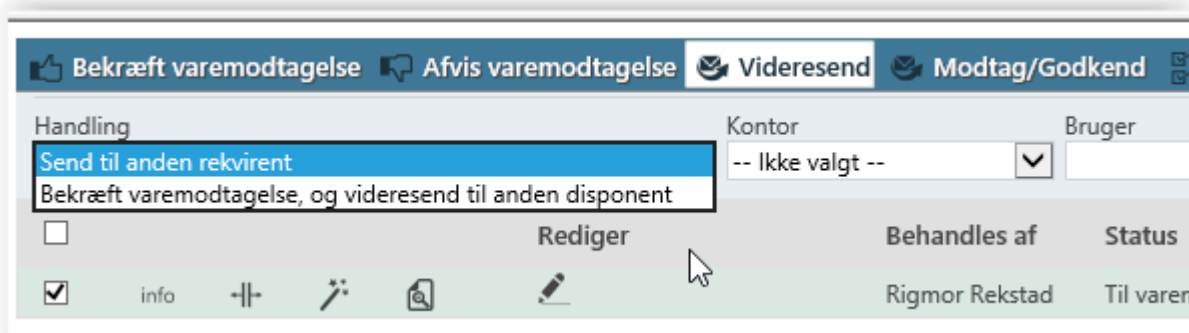 Bekræft varemodtagelse Afvis varemodtagelse Videresend Modtag/Godkend
Handling Kontor Bruger
Send til anden rekvirent -- Ikke valgt --
Bekræft varemodtagelse, og videresend til anden disponent
Rediger Behandles af Status
info Rigmor Rekstad Til